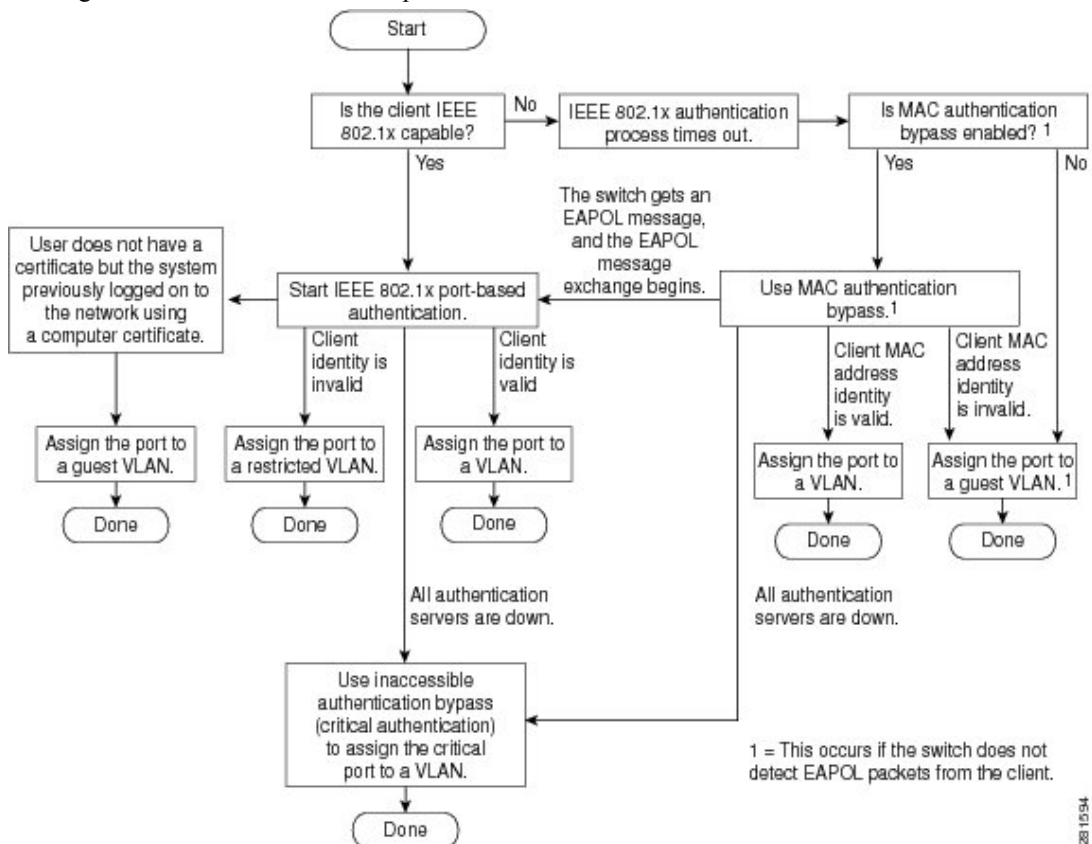 Start
Is the client IEEE
802.1x capable?
No
IEEE 802.1x authentication
process times out.
Is MAC authentication
bypass enabled? 1
Yes
Yes
No
The switch gets an
EAPOL message,
and the EAPOL
message
exchange begins.
User does not have a
certificate but the system
previously logged on to
the network using
a computer certificate.
Start IEEE 802.1x port-based
authentication.
Use MAC authentication
bypass.1
Client
identity is
invalid
Client
identity is
valid
Client MAC
address
identity
is valid.
Client MAC
address
identity
is invalid.
Assign the port to
a guest VLAN.
Assign the port to
a restricted VLAN.
Assign the port to
a VLAN.
Assign the port to
a VLAN.
Assign the port to
a guest VLAN.1
Done
Done
Done
Done
Done
All authentication
servers are down.
All authentication
servers are down.
Use inaccessible
authentication bypass
(critical authentication)
to assign the critical
port to a VLAN.
1 = This occurs if the switch does not
detect EAPOL packets from the client.
Done
281594